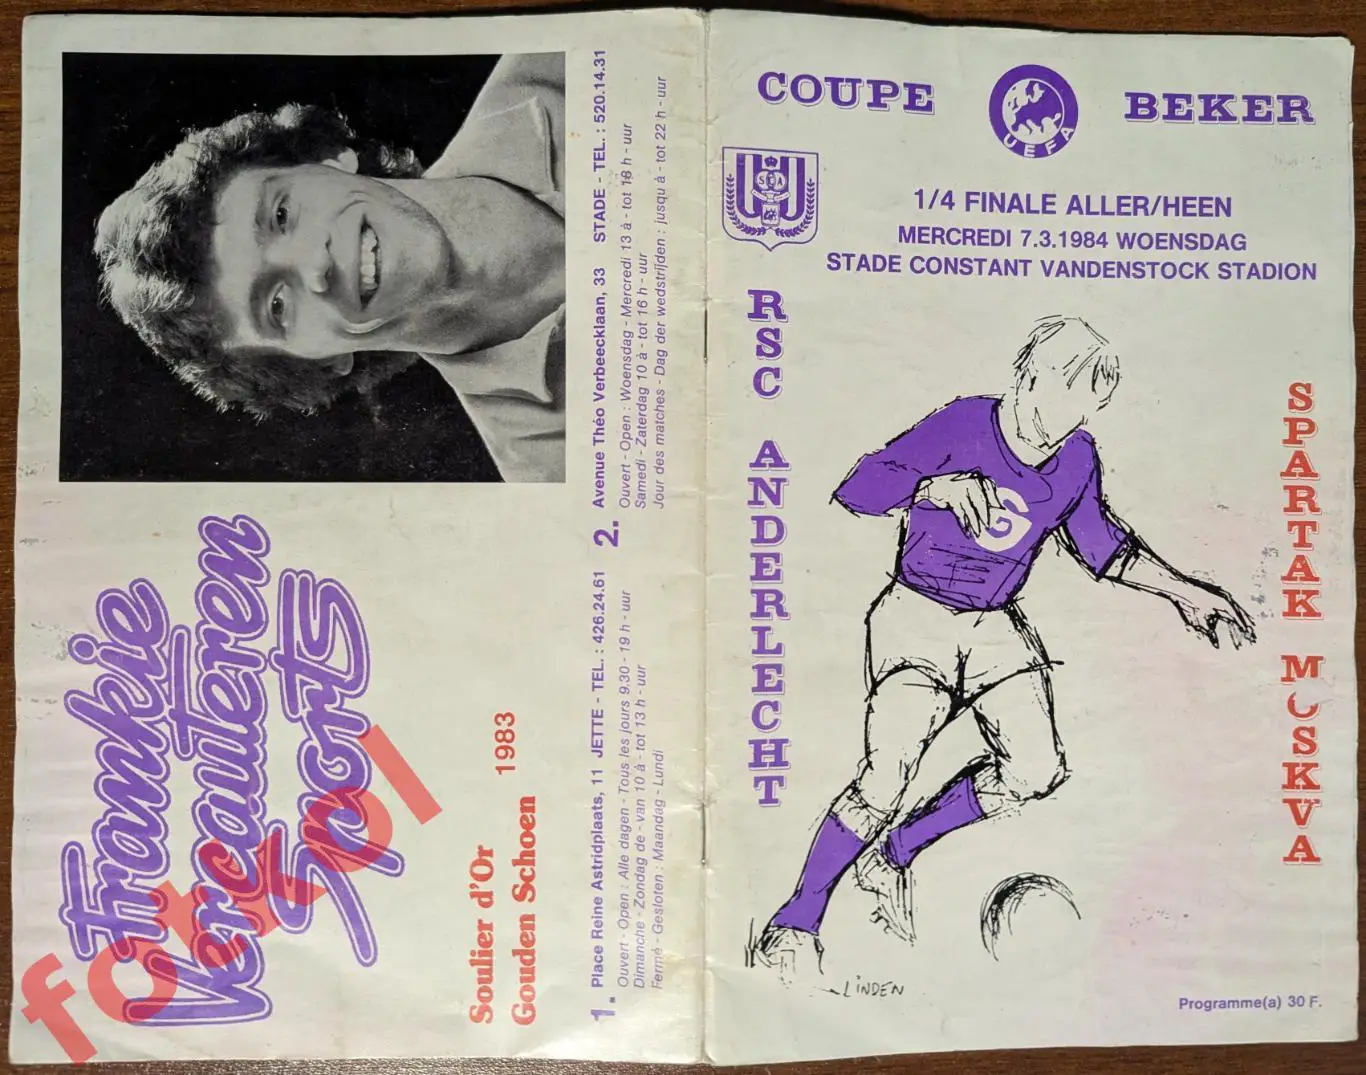 COUPE BEKER
UEFA
1/4 FINALE ALLER/HEEN
MERCREDI 7.3.1984 WOENSDAG
STADE CONSTANT VANDENSTOCK STADION
RSC ANDERLECHT
SPARTAK MOSKVA
LINDEN
Programme(a) 30 F.
Frankie
Vercauteren
Sports
Soulier d'Or
Gouden Schoen 1983
1. Place Reine Astridplaats, 11 JETTE - TEL. : 426.24.61
Ouvert - Open : Alle dagen - Tous les jours 9.30 - 19 h - uur
Dimanche - Zondag de - van 10 à - tot 13 h - uur
Fermé - Gesloten : Maandag - Lundi
2. Avenue Théo Verbeecklaan, 33 STADE - TEL. : 520.14.31
Ouvert - Open : Woensdag - Mercredi 13 à - tot 18 h - uur
Samedi - Zaterdag 10 à - tot 16 h - uur
Jour des matches - Dag der wedstrijden : jusqu'à - tot 22 h - uur
fotkol